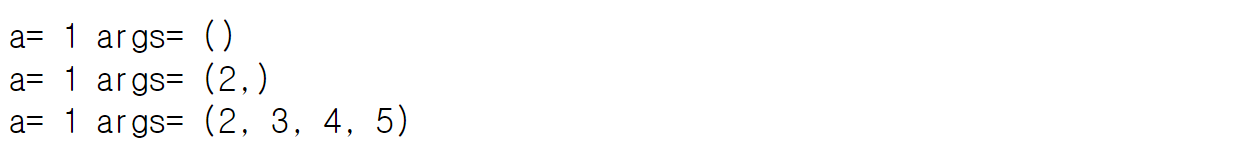 a= 1 args= ()
a= 1 args= (2,)
a= 1 args= (2, 3, 4, 5)